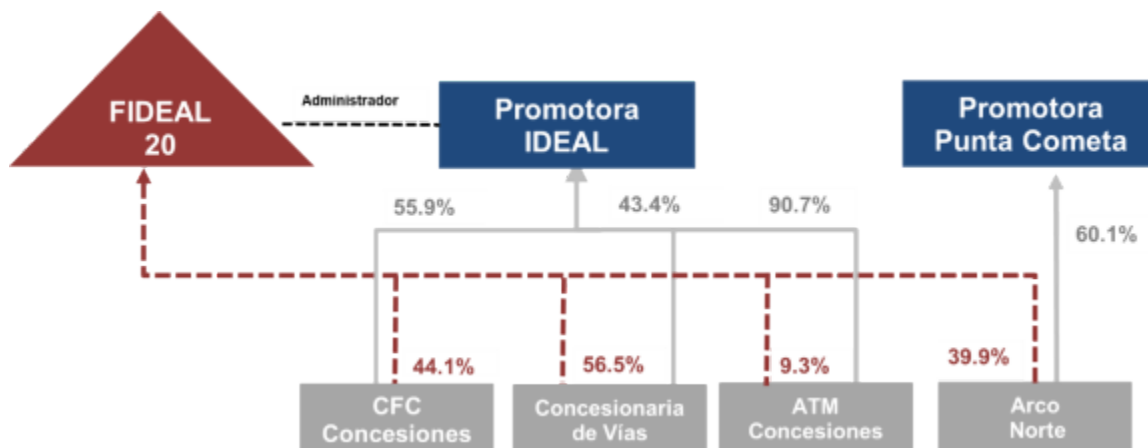 FIDEAL
20
Administrador
Promotora
IDEAL
Promotora
Punta Cometa
55.9%
43.4%
90.7%
60.1%
44.1%
56.5%
9.3%
39.9%
CFC
Concesiones
Concesionaria
de Vías
ATM
Concesiones
Arco
Norte